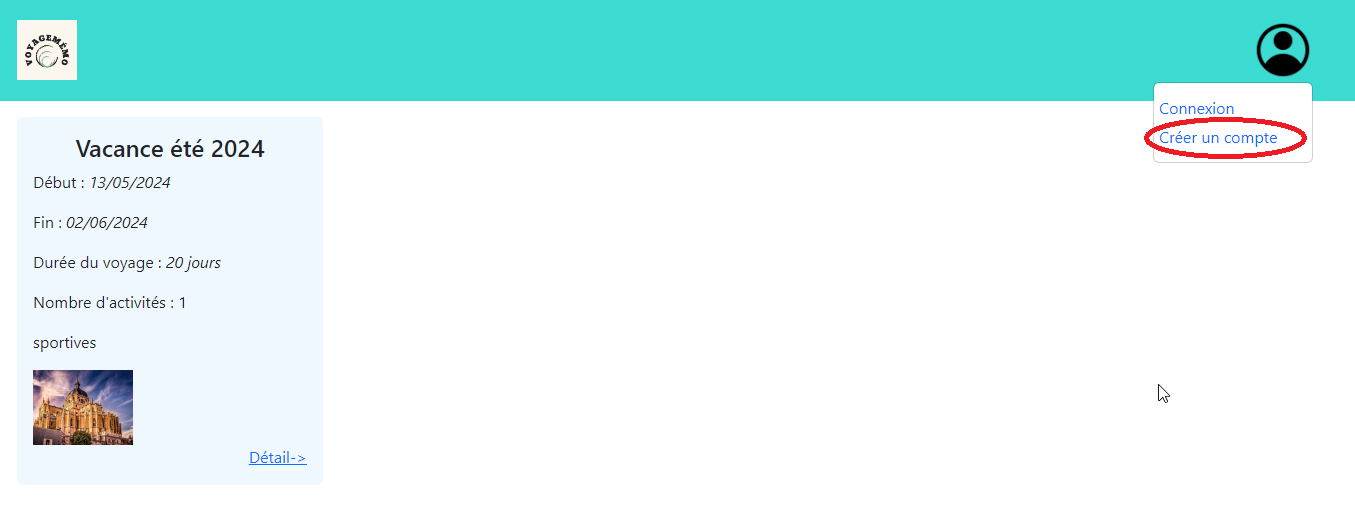 VOYAGEMÉMO
Connexion
Créer un compte
Vacance été 2024
Début : 13/05/2024
Fin : 02/06/2024
Durée du voyage : 20 jours
Nombre d'activités : 1
sportives
Détail->